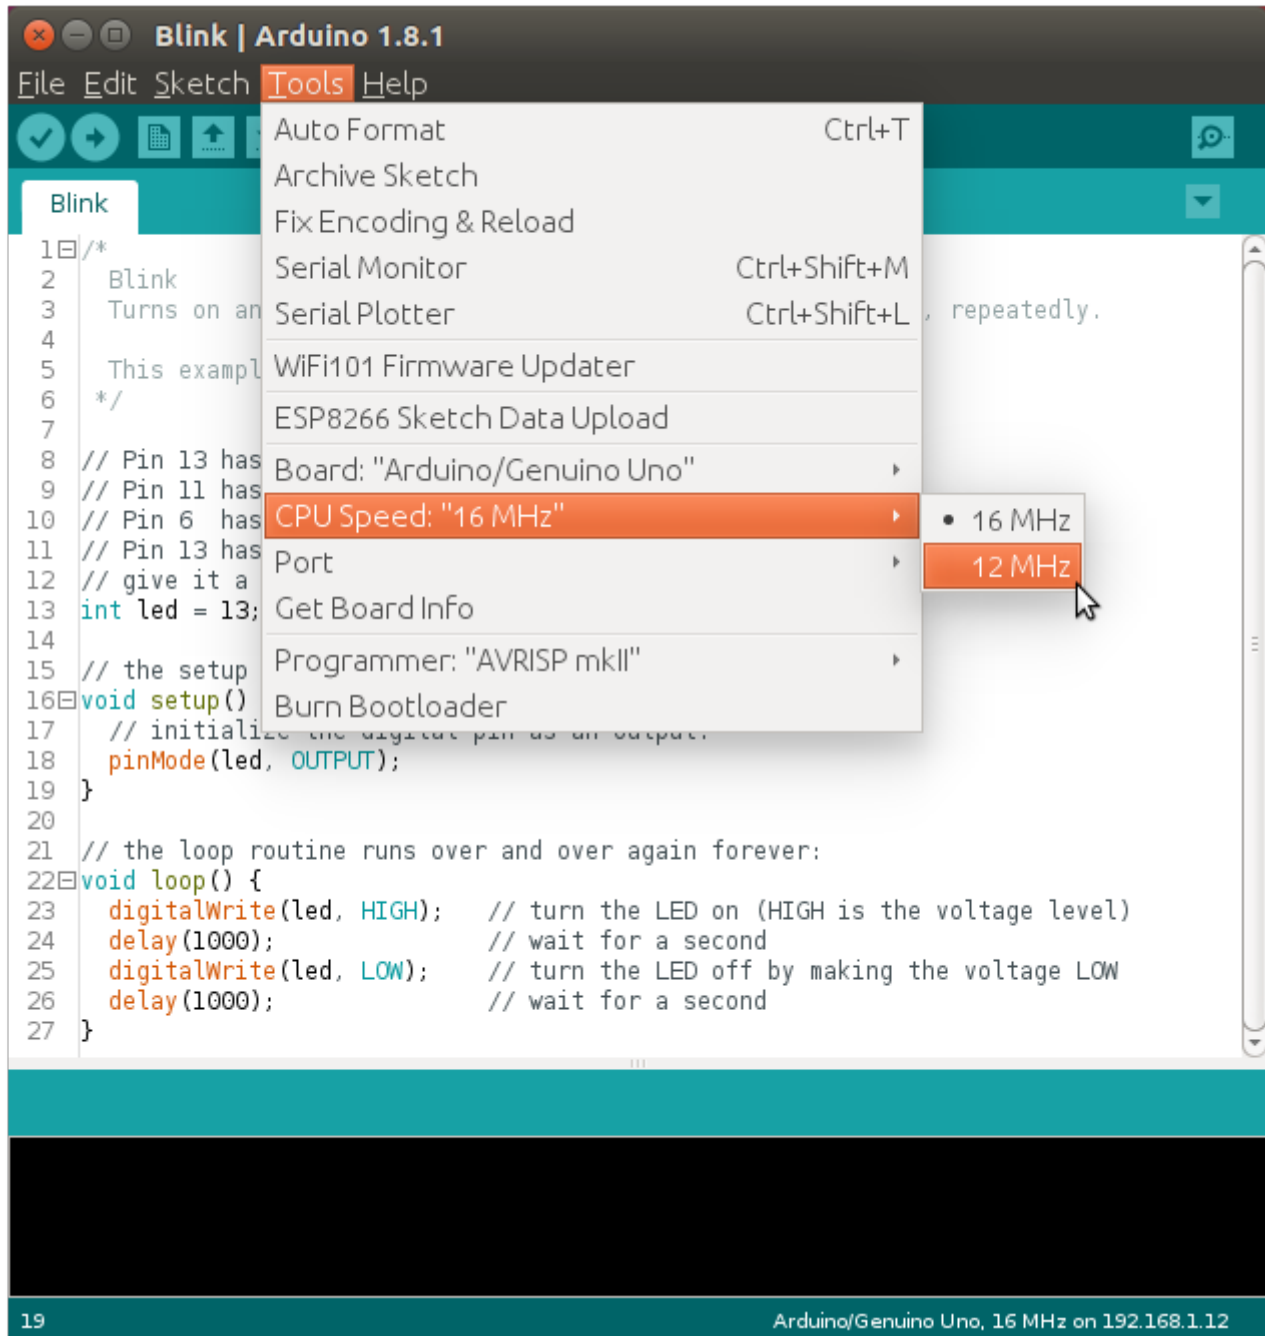 Blink | Arduino 1.8.1
File Edit Sketch Tools Help
Auto Format Ctrl+T
Archive Sketch
Fix Encoding & Reload
Serial Monitor Ctrl+Shift+M
Serial Plotter Ctrl+Shift+L
WiFi101 Firmware Updater
ESP8266 Sketch Data Upload
Board: "Arduino/Genuino Uno"
CPU Speed: "16 MHz"
Port
Get Board Info
Programmer: "AVRISP mkII"
Burn Bootloader
• 16 MHz
12 MHz
Blink
1 /*
2 Blink
3 Turns on an , repeatedly.
4
5 This exampl
6 */
7
8 // Pin 13 has
9 // Pin 11 has
10 // Pin 6 has
11 // Pin 13 has
12 // give it a
13 int led = 13;
14
15 // the setup
16 void setup()
17 // initialize the digital pin as an output.
18 pinMode(led, OUTPUT);
19 }
20
21 // the loop routine runs over and over again forever:
22 void loop() {
23 digitalWrite(led, HIGH); // turn the LED on (HIGH is the voltage level)
24 delay(1000); // wait for a second
25 digitalWrite(led, LOW); // turn the LED off by making the voltage LOW
26 delay(1000); // wait for a second
27 }
19 Arduino/Genuino Uno, 16 MHz on 192.168.1.12